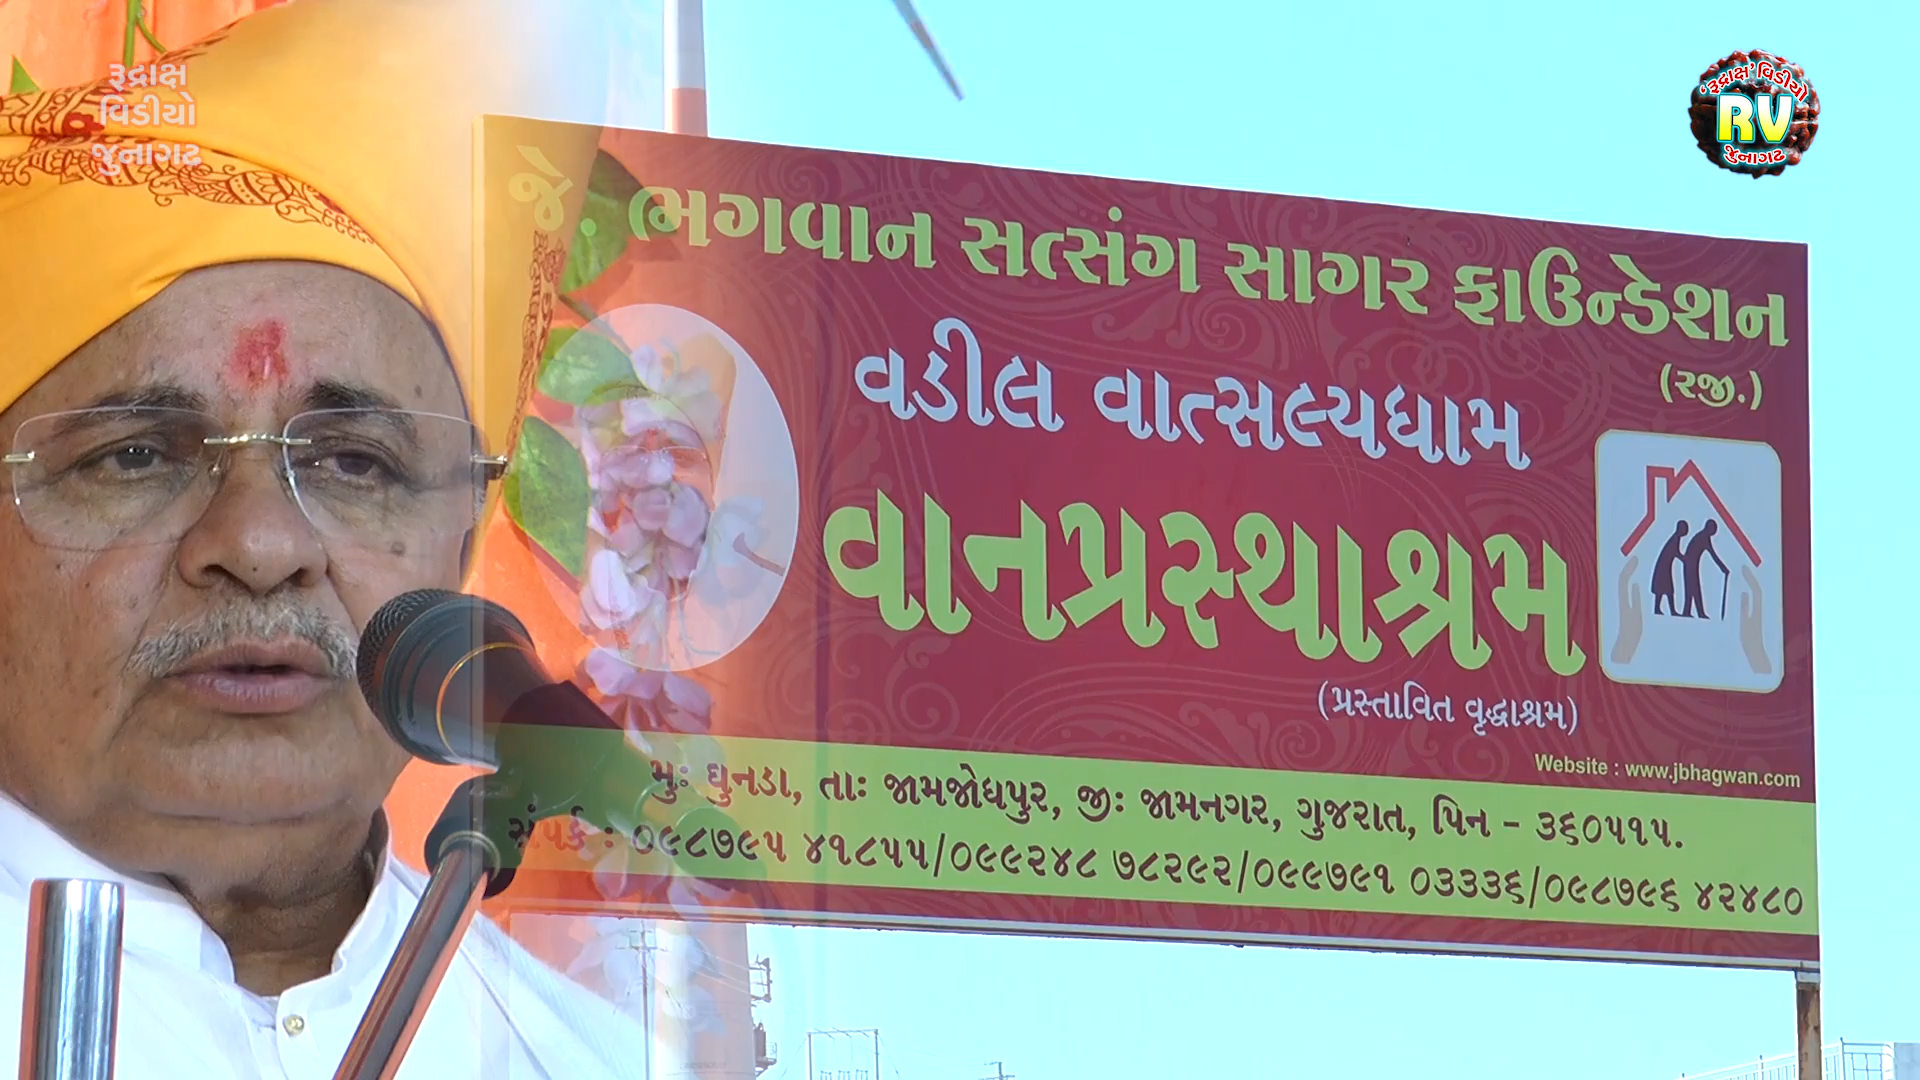 રૂદ્રાક્ષ
વિડીયો
જુનાગઢ
'રૂદ્રાક્ષ' વિડીયો
RV
જુનાગઢ
જે. ભગવાન સત્સંગ સાગર ફાઉન્ડેશન
(રજી.)
વડીલ વાત્સલ્યધામ
વાનપ્રસ્થાશ્રમ
(પ્રસ્તાવિત વૃદ્ધાશ્રમ)
Website : www.jbhagwan.com
મુઃ ઘુનડા, તાઃ જામજોધપુર, જીઃ જામનગર, ગુજરાત, પિન - ૩૬૦૫૧૫.
સંપર્ક : ૦૯૮૭૯૫ ૪૧૮૫૫/૦૯૯૨૪૮ ૭૮૨૯૨/૦૯૯૭૯૧ ૦૩૩૩૬/૦૯૮૭૯૬ ૪૨૪૮૦